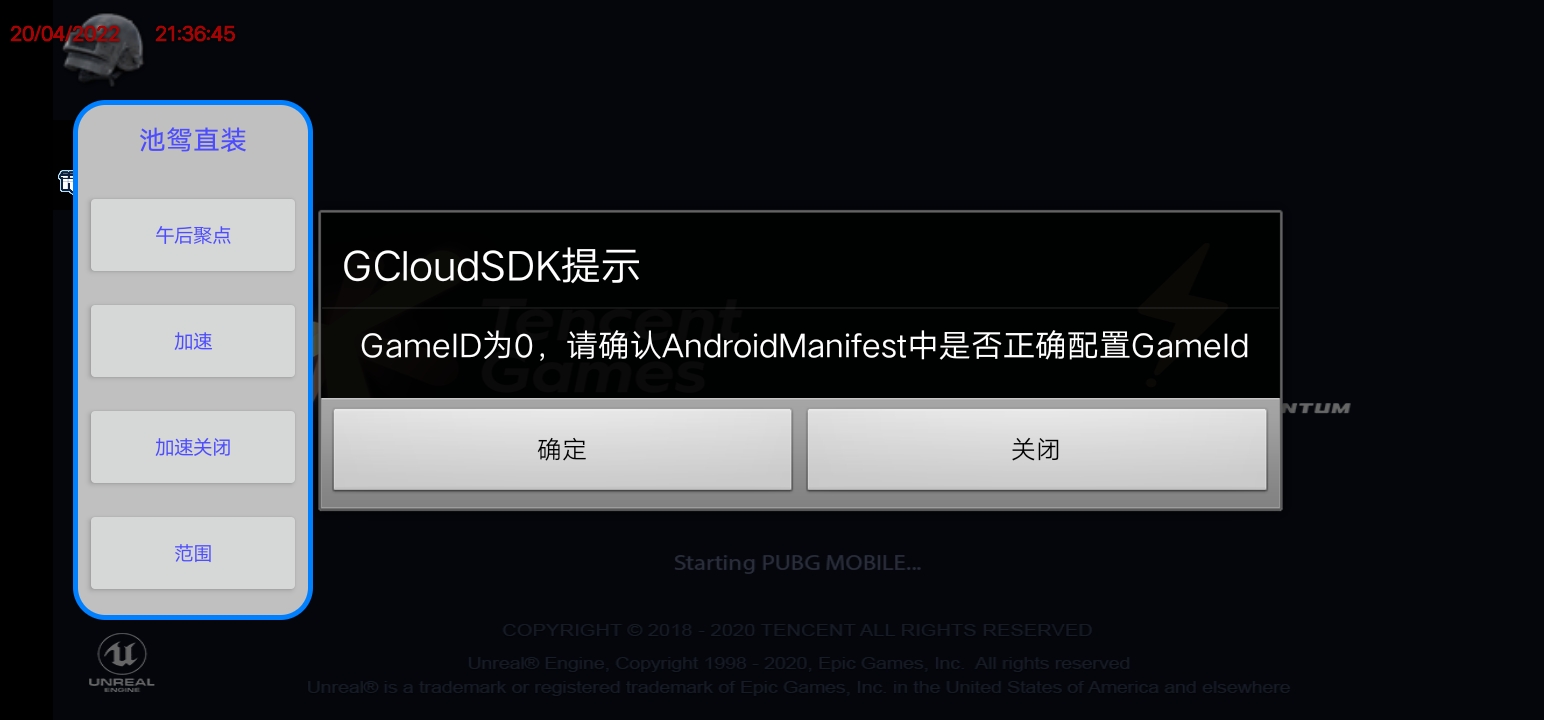 20/04/2022 21:36:45
池鸳直装
午后聚点
加速
加速关闭
范围
GCloudSDK提示
Tencent
Games
GameID为0，请确认AndroidManifest中是否正确配置GameId
确定
关闭
NTUM
Starting PUBG MOBILE...
COPYRIGHT © 2018 - 2020 TENCENT ALL RIGHTS RESERVED
Unreal® Engine, Copyright 1998 - 2020, Epic Games, Inc. All rights reserved
Unreal® is a trademark or registered trademark of Epic Games, Inc. in the United States of America and elsewhere
UNREAL
ENGINE